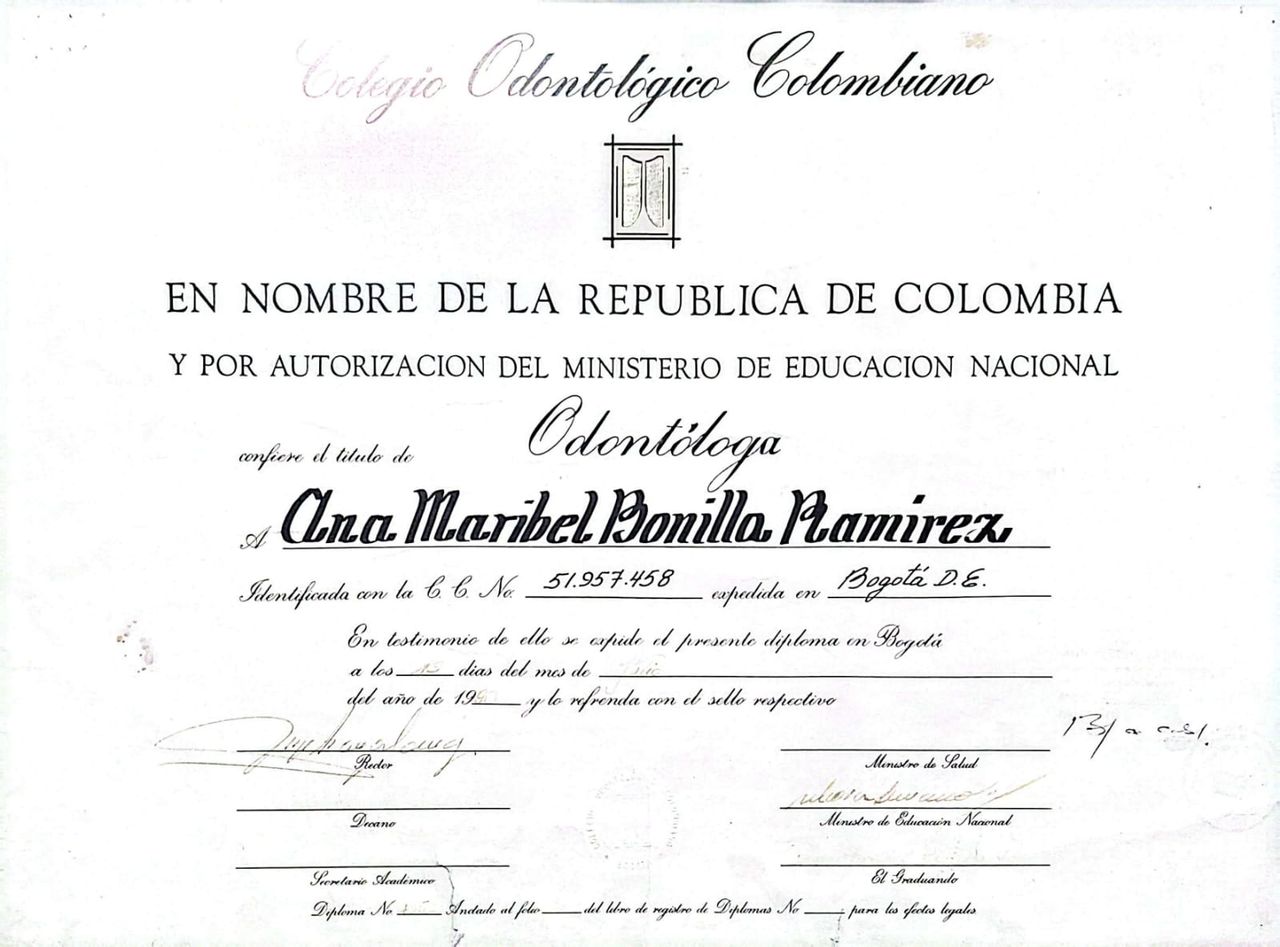 Colegio Odontológico Colombiano
EN NOMBRE DE LA REPUBLICA DE COLOMBIA
Y POR AUTORIZACION DEL MINISTERIO DE EDUCACION NACIONAL
confiere el titulo de Odontóloga
A Ana Maribel Bonilla Ramirez
Identificada con la C. C. No. 51.957.458 expedida en Bogotá D.E.
En testimonio de ello se expide el presente diploma en Bogotá
a los dias del mes de
del año de 19 y lo refrenda con el sello respectivo
Rector
Ministro de Salud
Decano
Ministro de Educación Nacional
Secretario Académico
El Graduando
Diploma No Anotado al folio del libro de registro de Diplomas No para los efectos legales